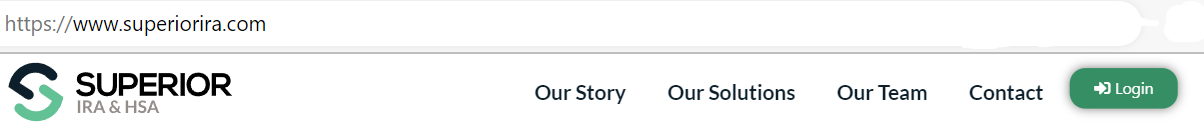 https://www.superiorira.com
SUPERIOR
IRA & HSA
Our Story
Our Solutions
Our Team
Contact
Login